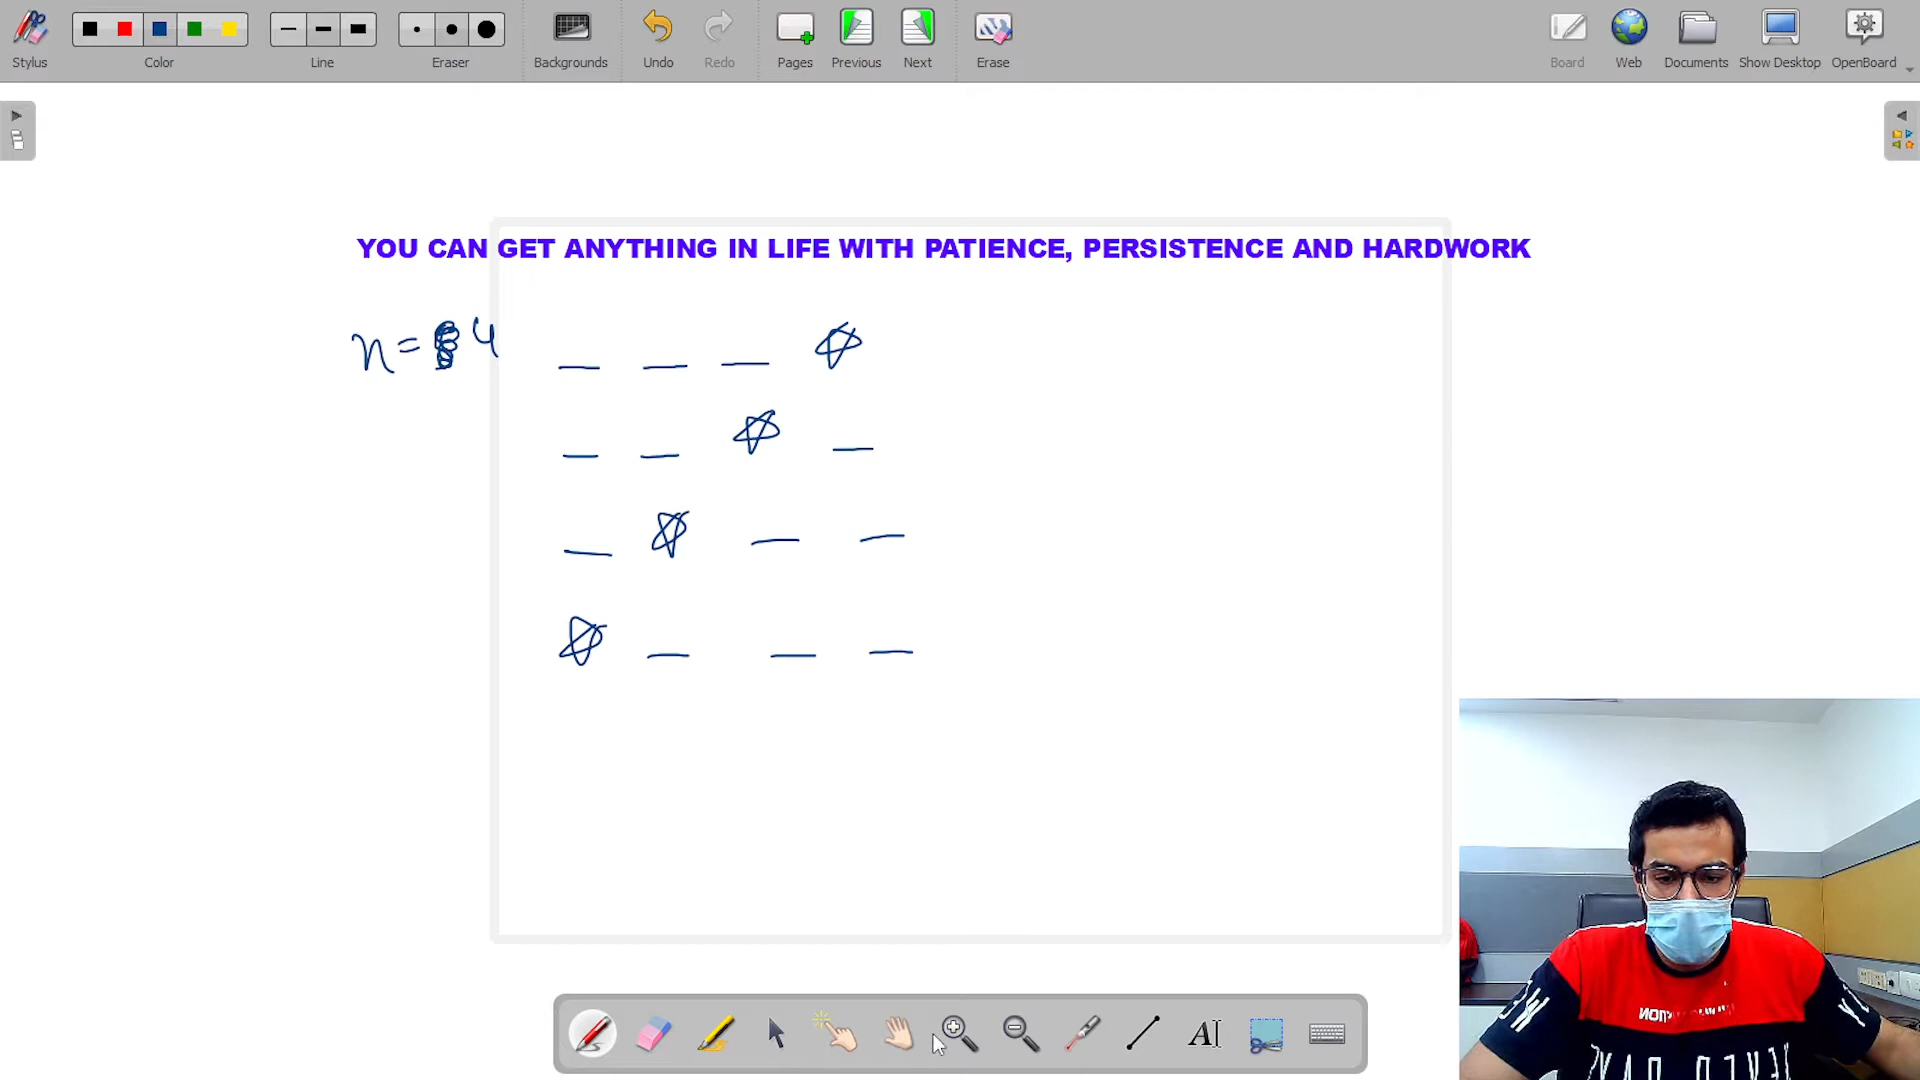 Stylus Color Line Eraser Backgrounds Undo Redo Pages Previous Next Erase Board Web Documents Show Desktop OpenBoard
YOU CAN GET ANYTHING IN LIFE WITH PATIENCE, PERSISTENCE AND HARDWORK
n = 4
_ _ _ ☆
_ _ ☆ _
_ ☆ _ _
☆ _ _ _